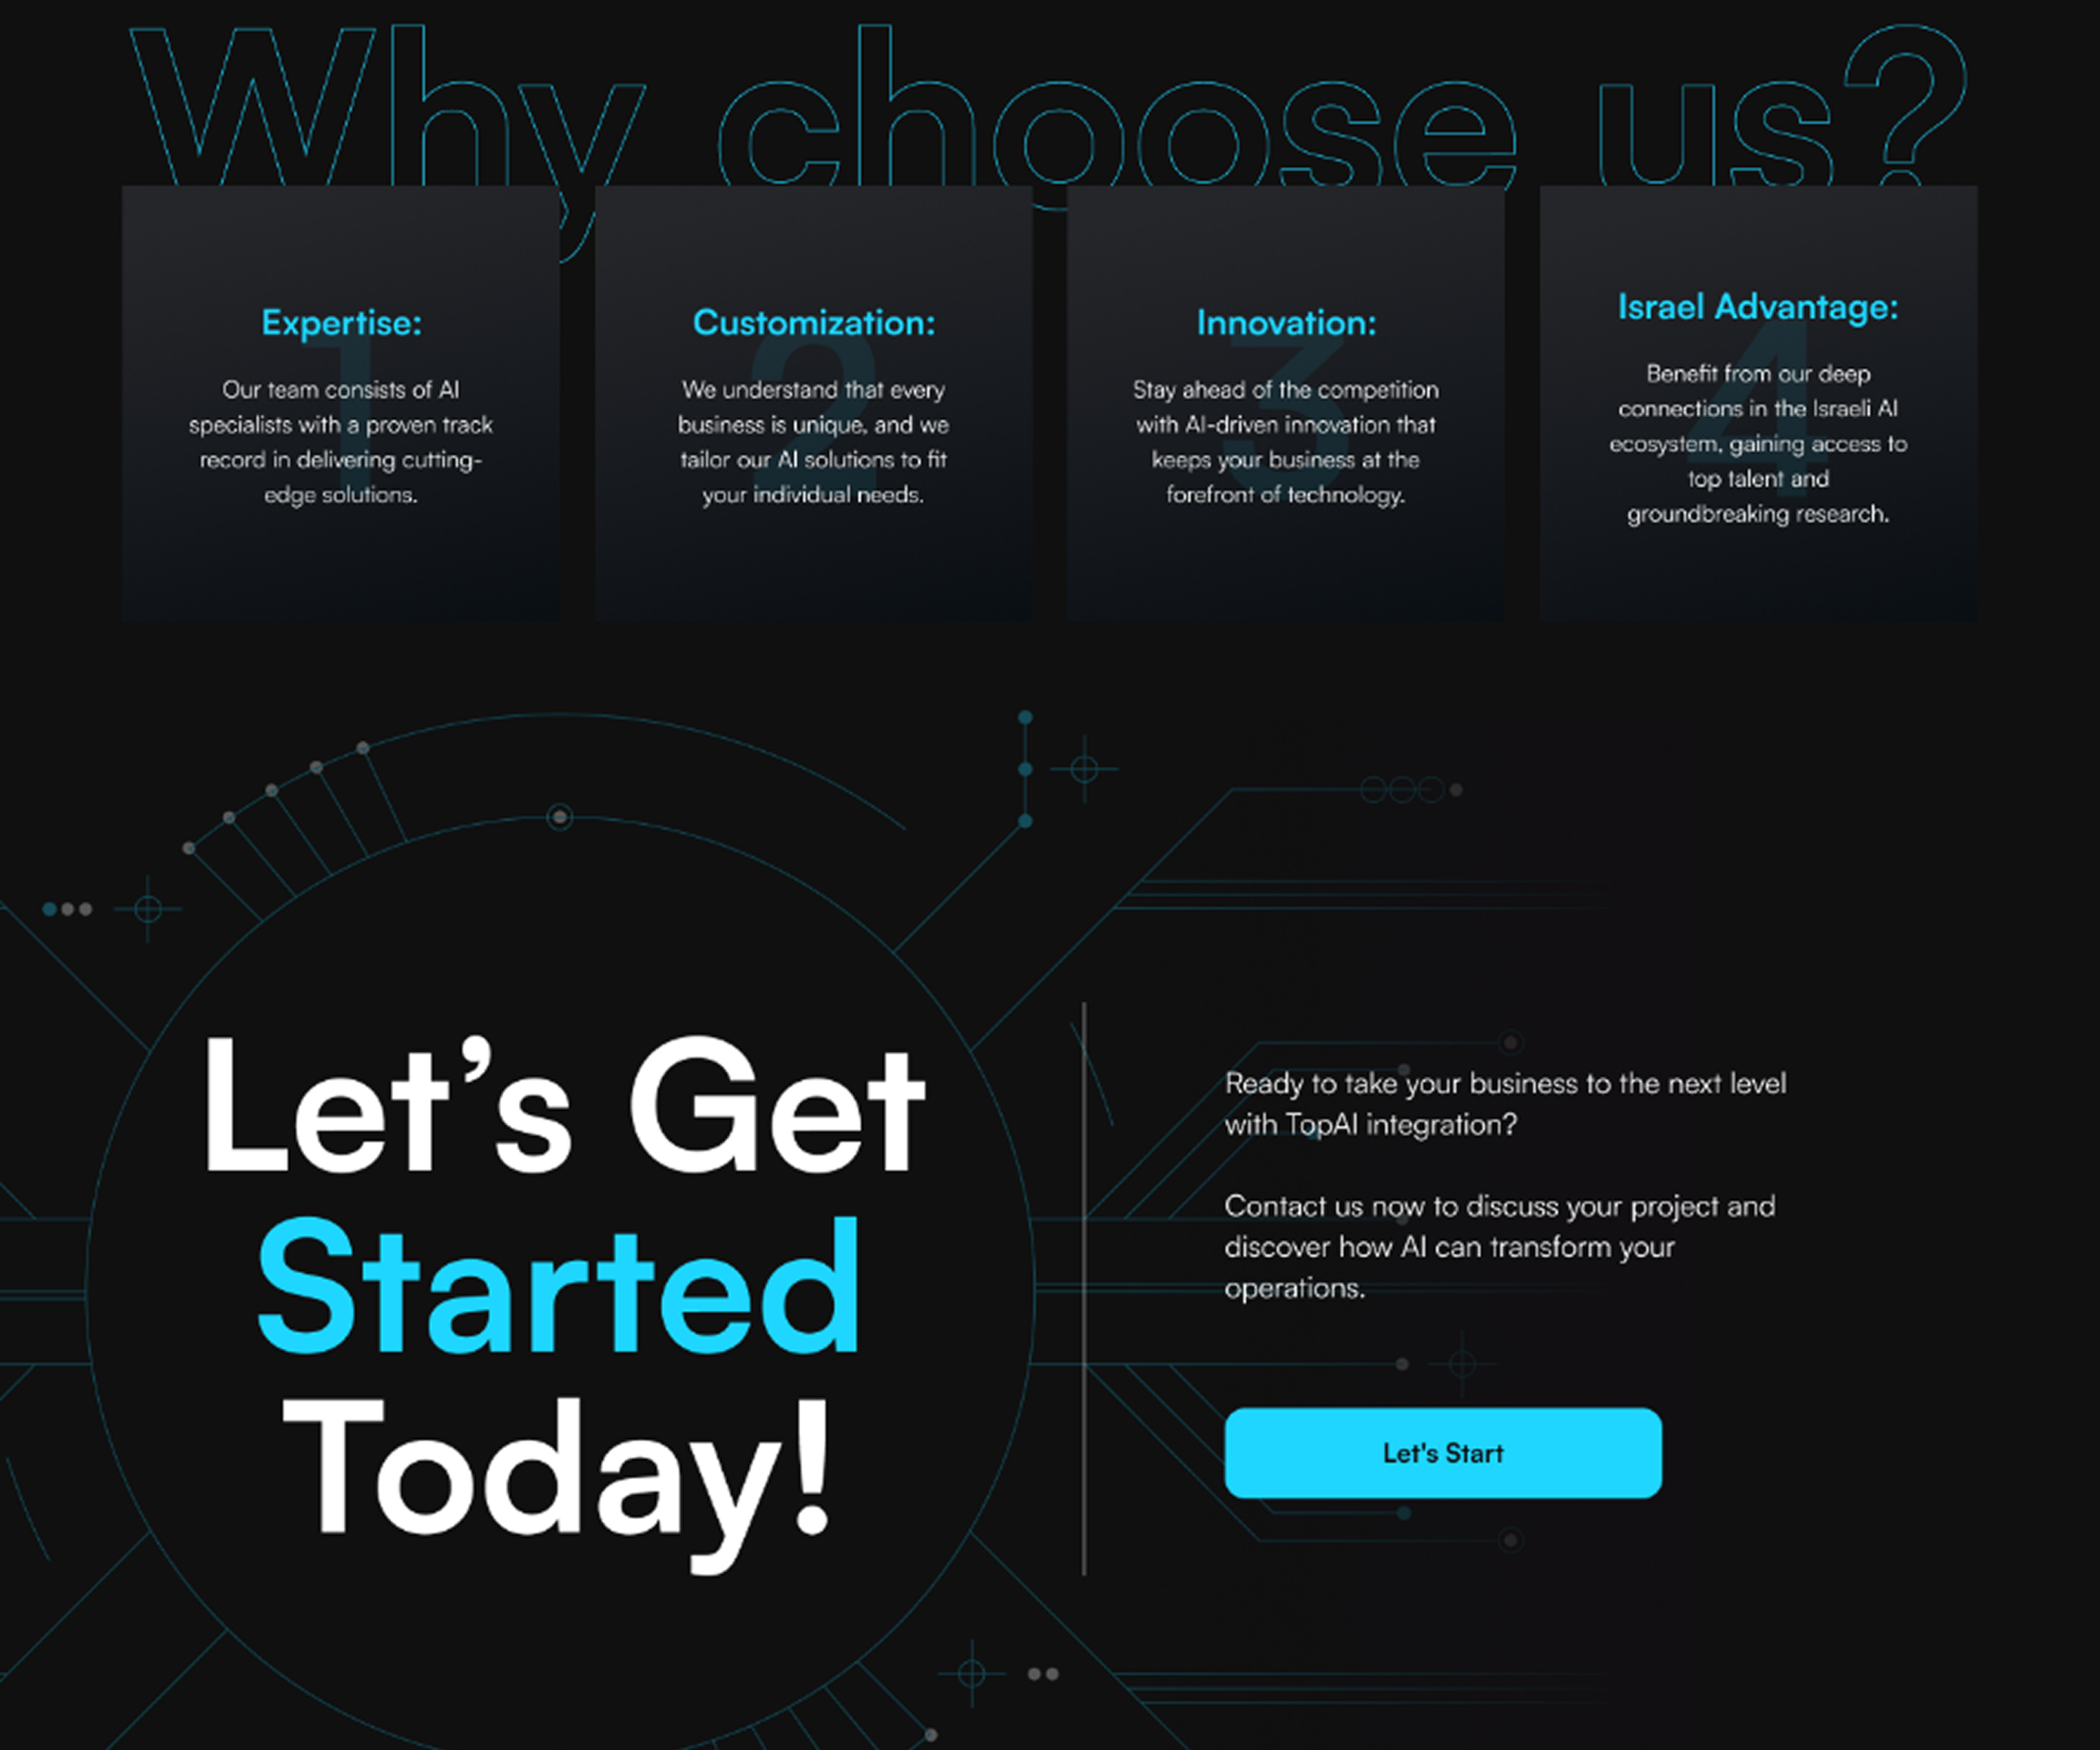 Why choose us?
1
Expertise:
Our team consists of AI
specialists with a proven track
record in delivering cutting-
edge solutions.
2
Customization:
We understand that every
business is unique, and we
tailor our AI solutions to fit
your individual needs.
3
Innovation:
Stay ahead of the competition
with AI-driven innovation that
keeps your business at the
forefront of technology.
4
Israel Advantage:
Benefit from our deep
connections in the Israeli AI
ecosystem, gaining access to
top talent and
groundbreaking research.
Let’s Get
Started
Today!
Ready to take your business to the next level
with TopAI integration?
Contact us now to discuss your project and
discover how AI can transform your
operations.
Let's Start